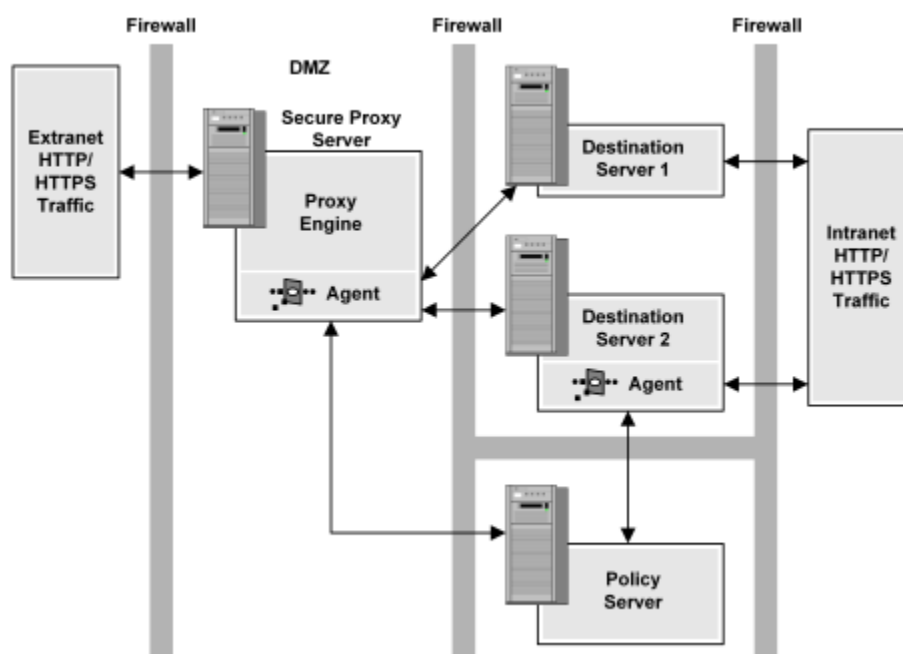 Firewall
Firewall
Firewall
DMZ
Secure Proxy
Server
Extranet
HTTP/
HTTPS
Traffic
Proxy
Engine
Agent
Destination
Server 1
Destination
Server 2
Agent
Intranet
HTTP/
HTTPS
Traffic
Policy
Server